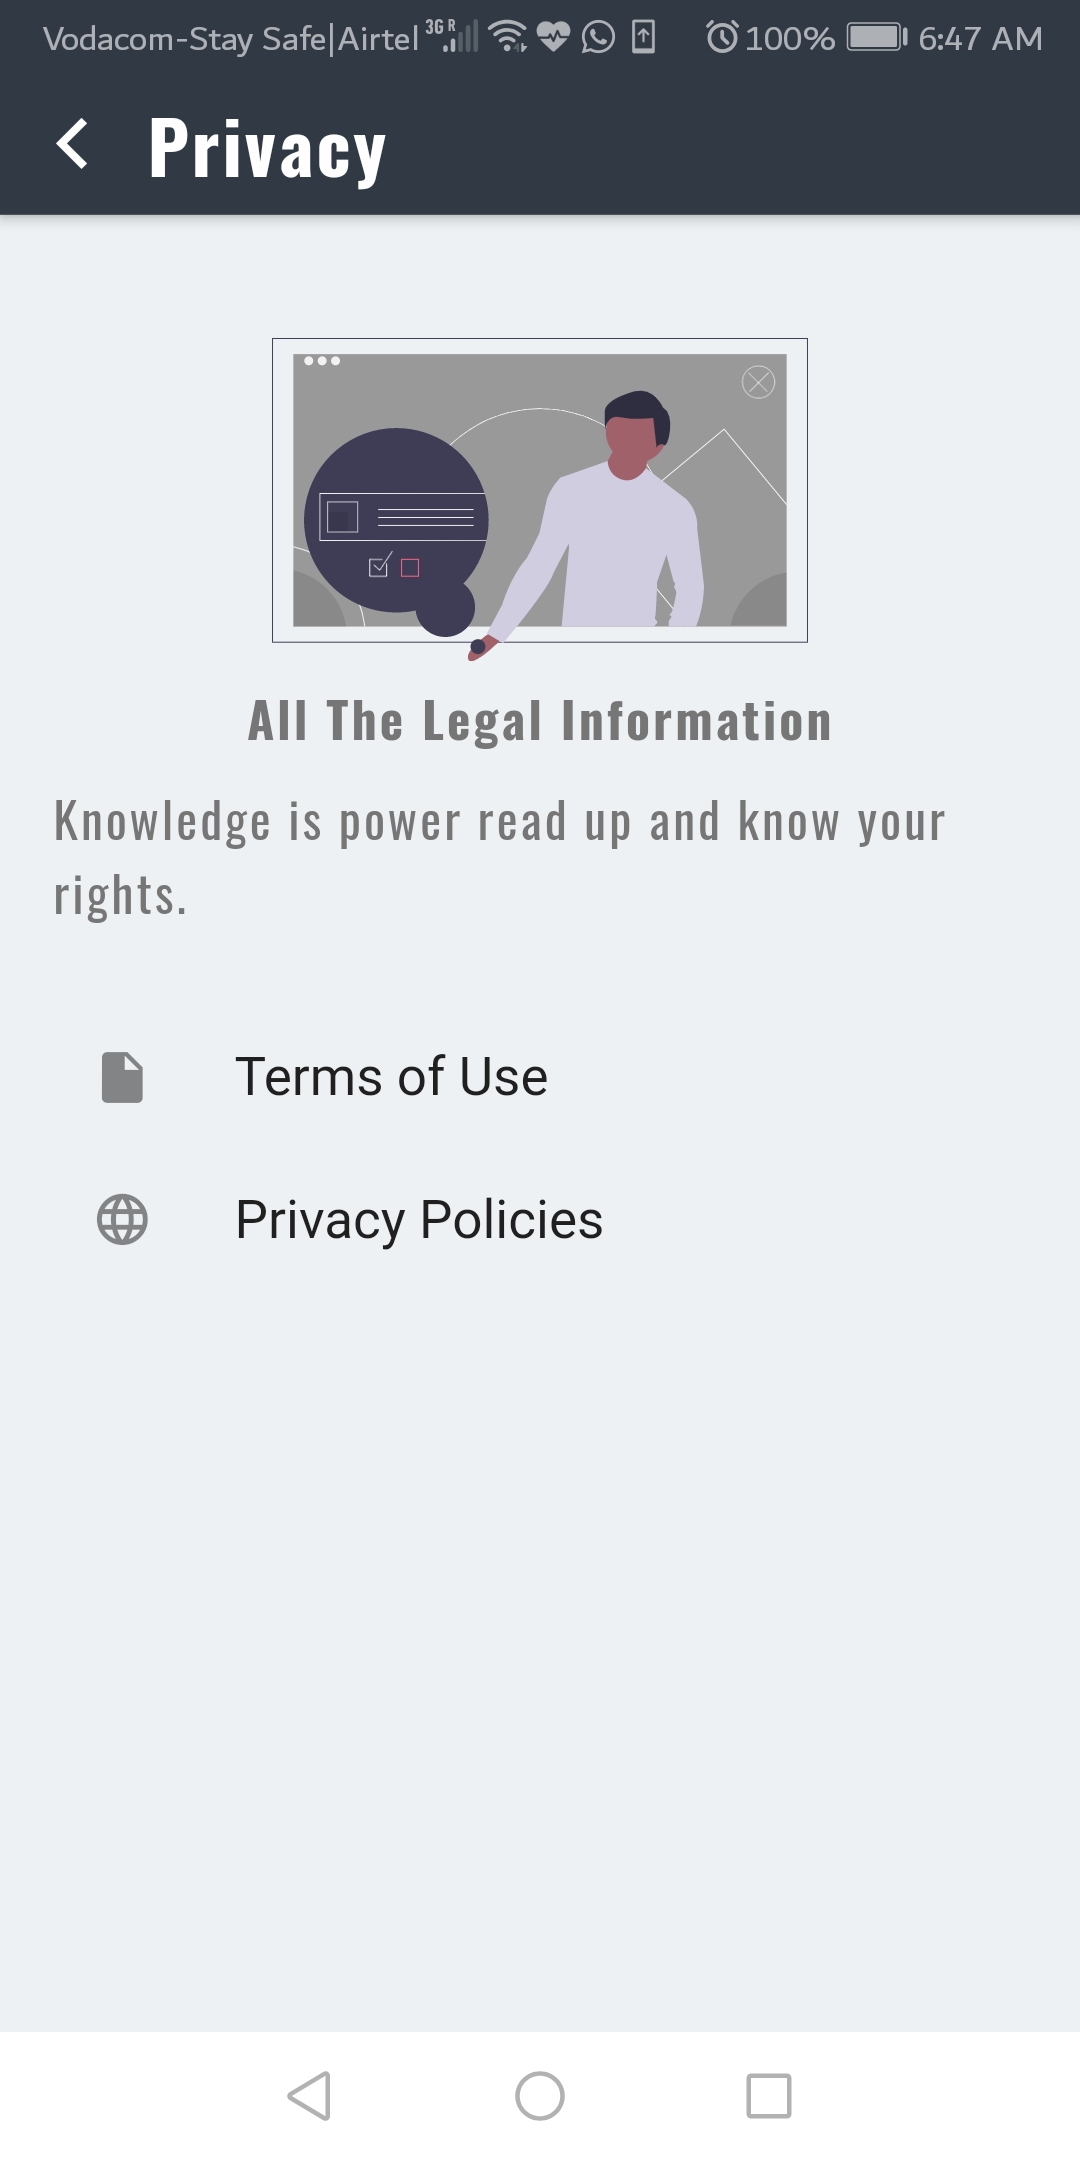 Vodacom-Stay Safe|Airtel 3G R 100% 6:47 AM
Privacy
All The Legal Information
Knowledge is power read up and know your
rights.
Terms of Use
Privacy Policies